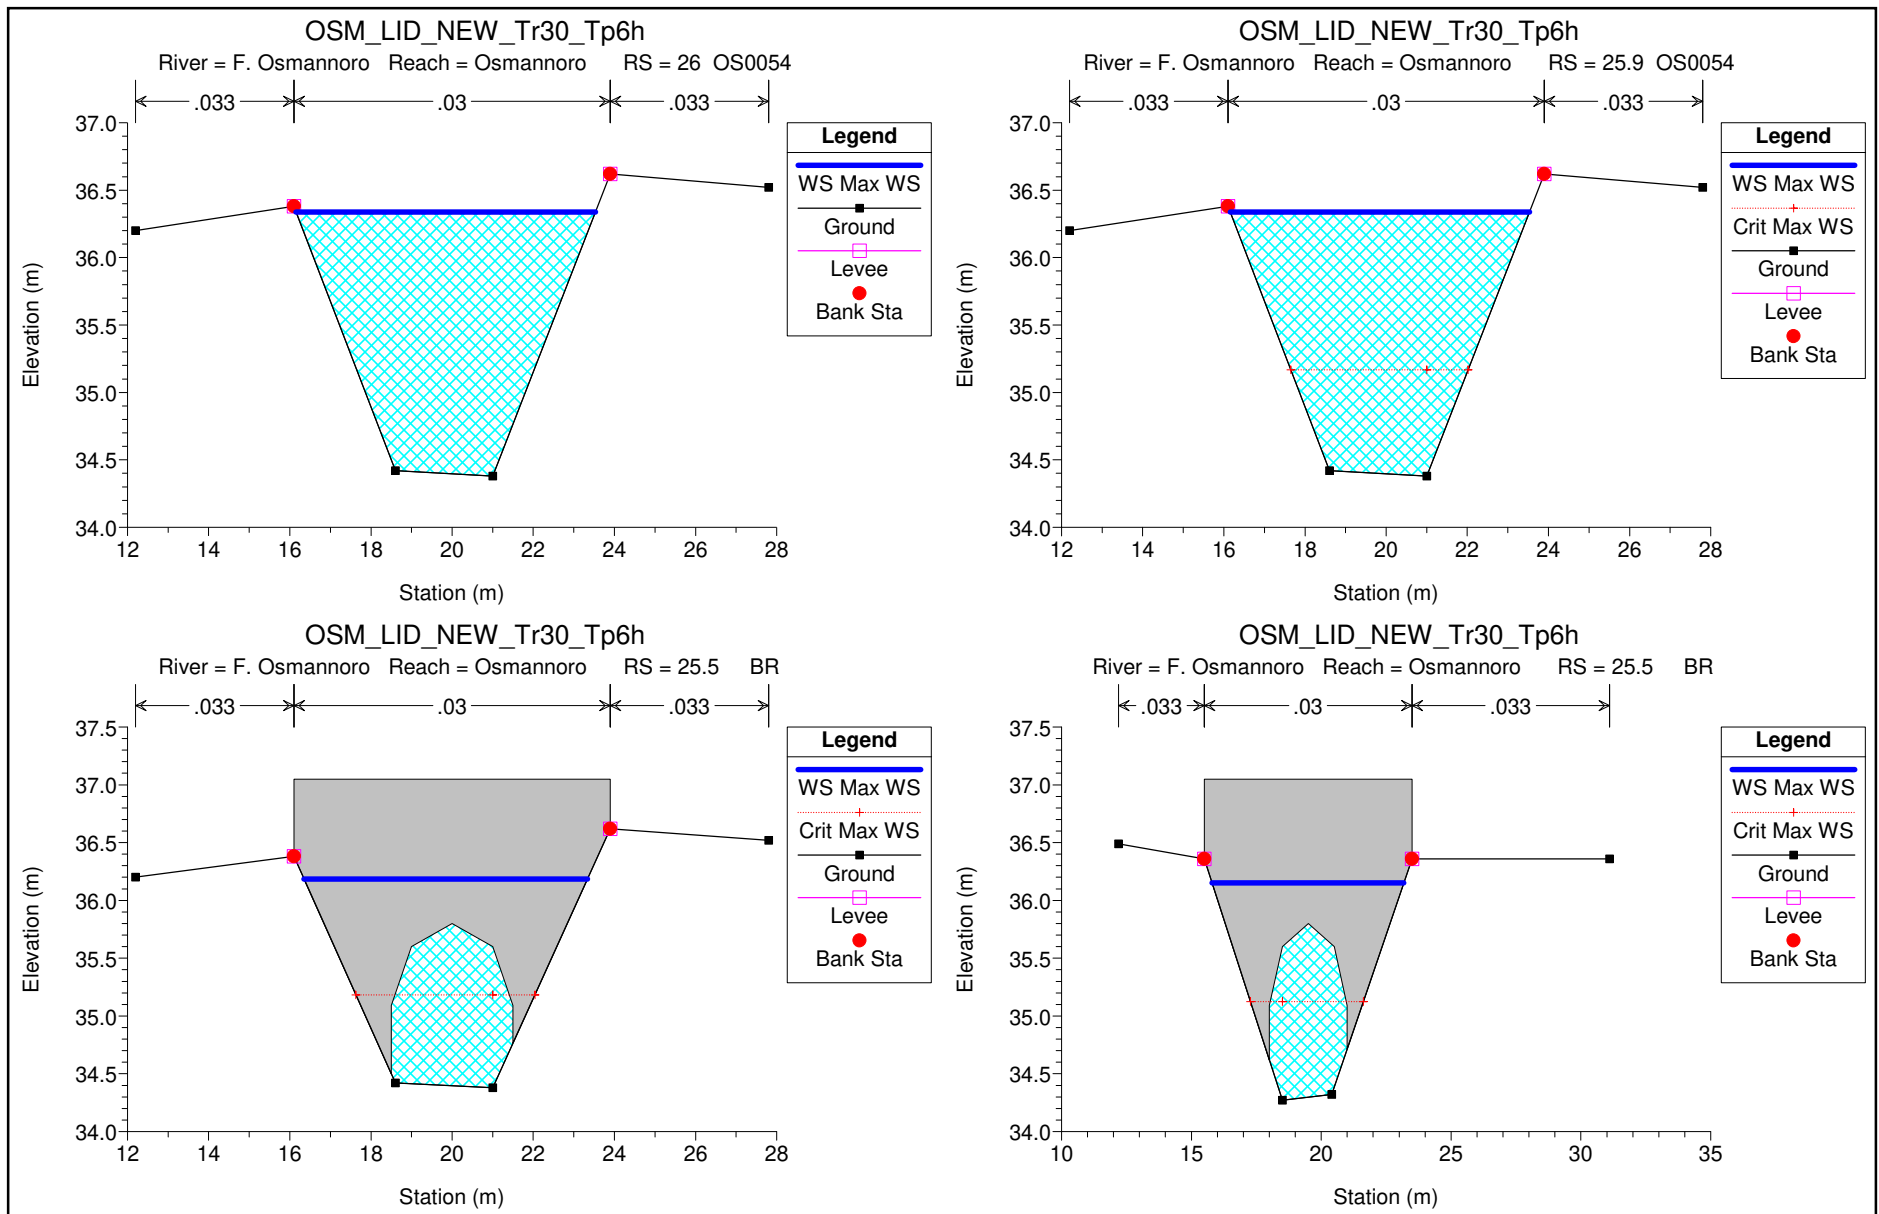 OSM_LID_NEW_Tr30_Tp6h
River = F. Osmannoro Reach = Osmannoro RS = 26 OS0054
.033 .03 .033
37.0
36.5
36.0
35.5
35.0
34.5
34.0
Elevation (m)
12 14 16 18 20 22 24 26 28
Station (m)
Legend
WS Max WS
Ground
Levee
Bank Sta
OSM_LID_NEW_Tr30_Tp6h
River = F. Osmannoro Reach = Osmannoro RS = 25.9 OS0054
.033 .03 .033
37.0
36.5
36.0
35.5
35.0
34.5
34.0
Elevation (m)
12 14 16 18 20 22 24 26 28
Station (m)
Legend
WS Max WS
Crit Max WS
Ground
Levee
Bank Sta
OSM_LID_NEW_Tr30_Tp6h
River = F. Osmannoro Reach = Osmannoro RS = 25.5 BR
.033 .03 .033
37.5
37.0
36.5
36.0
35.5
35.0
34.5
34.0
Elevation (m)
12 14 16 18 20 22 24 26 28
Station (m)
Legend
WS Max WS
Crit Max WS
Ground
Levee
Bank Sta
OSM_LID_NEW_Tr30_Tp6h
River = F. Osmannoro Reach = Osmannoro RS = 25.5 BR
.033 .03 .033
37.5
37.0
36.5
36.0
35.5
35.0
34.5
34.0
Elevation (m)
10 15 20 25 30 35
Station (m)
Legend
WS Max WS
Crit Max WS
Ground
Levee
Bank Sta